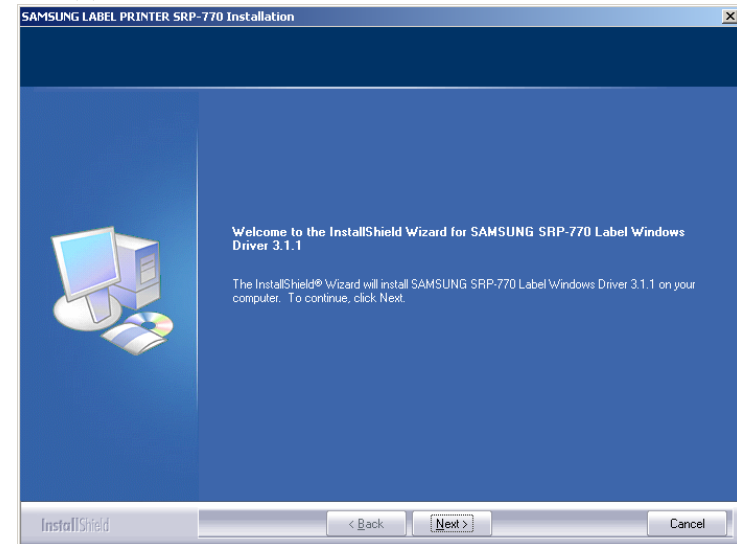 SAMSUNG LABEL PRINTER SRP-770 Installation
Welcome to the InstallShield Wizard for SAMSUNG SRP-770 Label Windows
Driver 3.1.1
The InstallShield® Wizard will install SAMSUNG SRP-770 Label Windows Driver 3.1.1 on your
computer. To continue, click Next.
InstallShield
< Back
Next >
Cancel